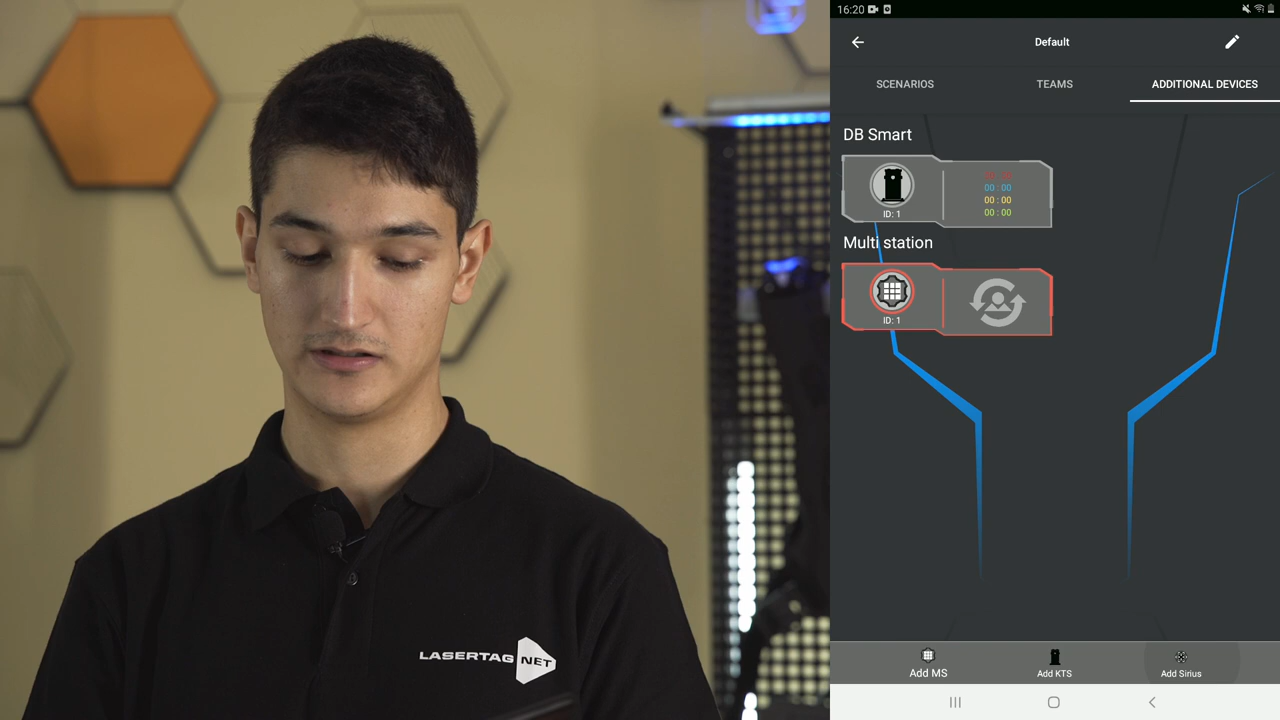 16:20
Default
SCENARIOS
TEAMS
ADDITIONAL DEVICES
DB Smart
ID: 1
00 : 00
00 : 00
00 : 00
Multi station
ID: 1
LASERTAG NET
Add MS
Add KTS
Add Sirius